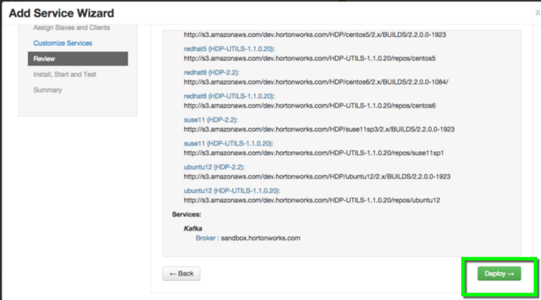 Add Service Wizard
x
Assign Slaves and Clients
Customize Services
Review
Install, Start and Test
Summary
http://s3.amazonaws.com/dev.hortonworks.com/HDP/centos5/2.x/BUILDS/2.2.0.0-1923
redhat5 (HDP-UTILS-1.1.0.20):
http://s3.amazonaws.com/dev.hortonworks.com/HDP-UTILS-1.1.0.20/repos/centos5
redhat6 (HDP-2.2):
http://s3.amazonaws.com/dev.hortonworks.com/HDP/centos6/2.x/BUILDS/2.2.0.0-1084/
redhat6 (HDP-UTILS-1.1.0.20):
http://s3.amazonaws.com/dev.hortonworks.com/HDP-UTILS-1.1.0.20/repos/centos6
suse11 (HDP-2.2):
http://s3.amazonaws.com/dev.hortonworks.com/HDP/suse11sp3/2.x/BUILDS/2.2.0.0-1923
suse11 (HDP-UTILS-1.1.0.20):
http://s3.amazonaws.com/dev.hortonworks.com/HDP-UTILS-1.1.0.20/repos/suse11sp1
ubuntu12 (HDP-2.2):
http://s3.amazonaws.com/dev.hortonworks.com/HDP/ubuntu12/2.x/BUILDS/2.2.0.0-1923
ubuntu12 (HDP-UTILS-1.1.0.20):
http://s3.amazonaws.com/dev.hortonworks.com/HDP-UTILS-1.1.0.20/repos/ubuntu12
Services:
Kafka
Broker : sandbox.hortonworks.com
← Back
Deploy →